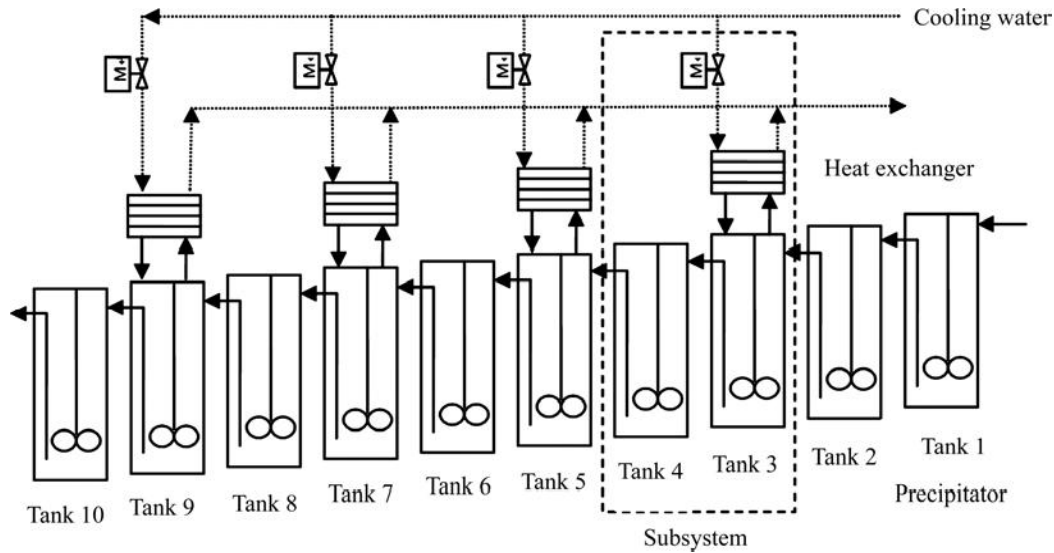 Cooling water
M
M
M
M
Heat exchanger
Tank 10
Tank 9
Tank 8
Tank 7
Tank 6
Tank 5
Tank 4
Tank 3
Tank 2
Tank 1
Precipitator
Subsystem